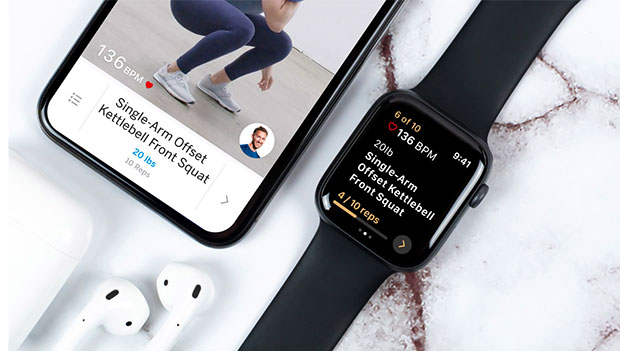 136 BPM
Single-Arm Offset
Kettlebell Front Squat
20 lbs
10 Reps
6 of 10
136 BPM
9:41
20lb
Single-Arm
Offset Kettlebell
Front Squat
4 / 10 reps